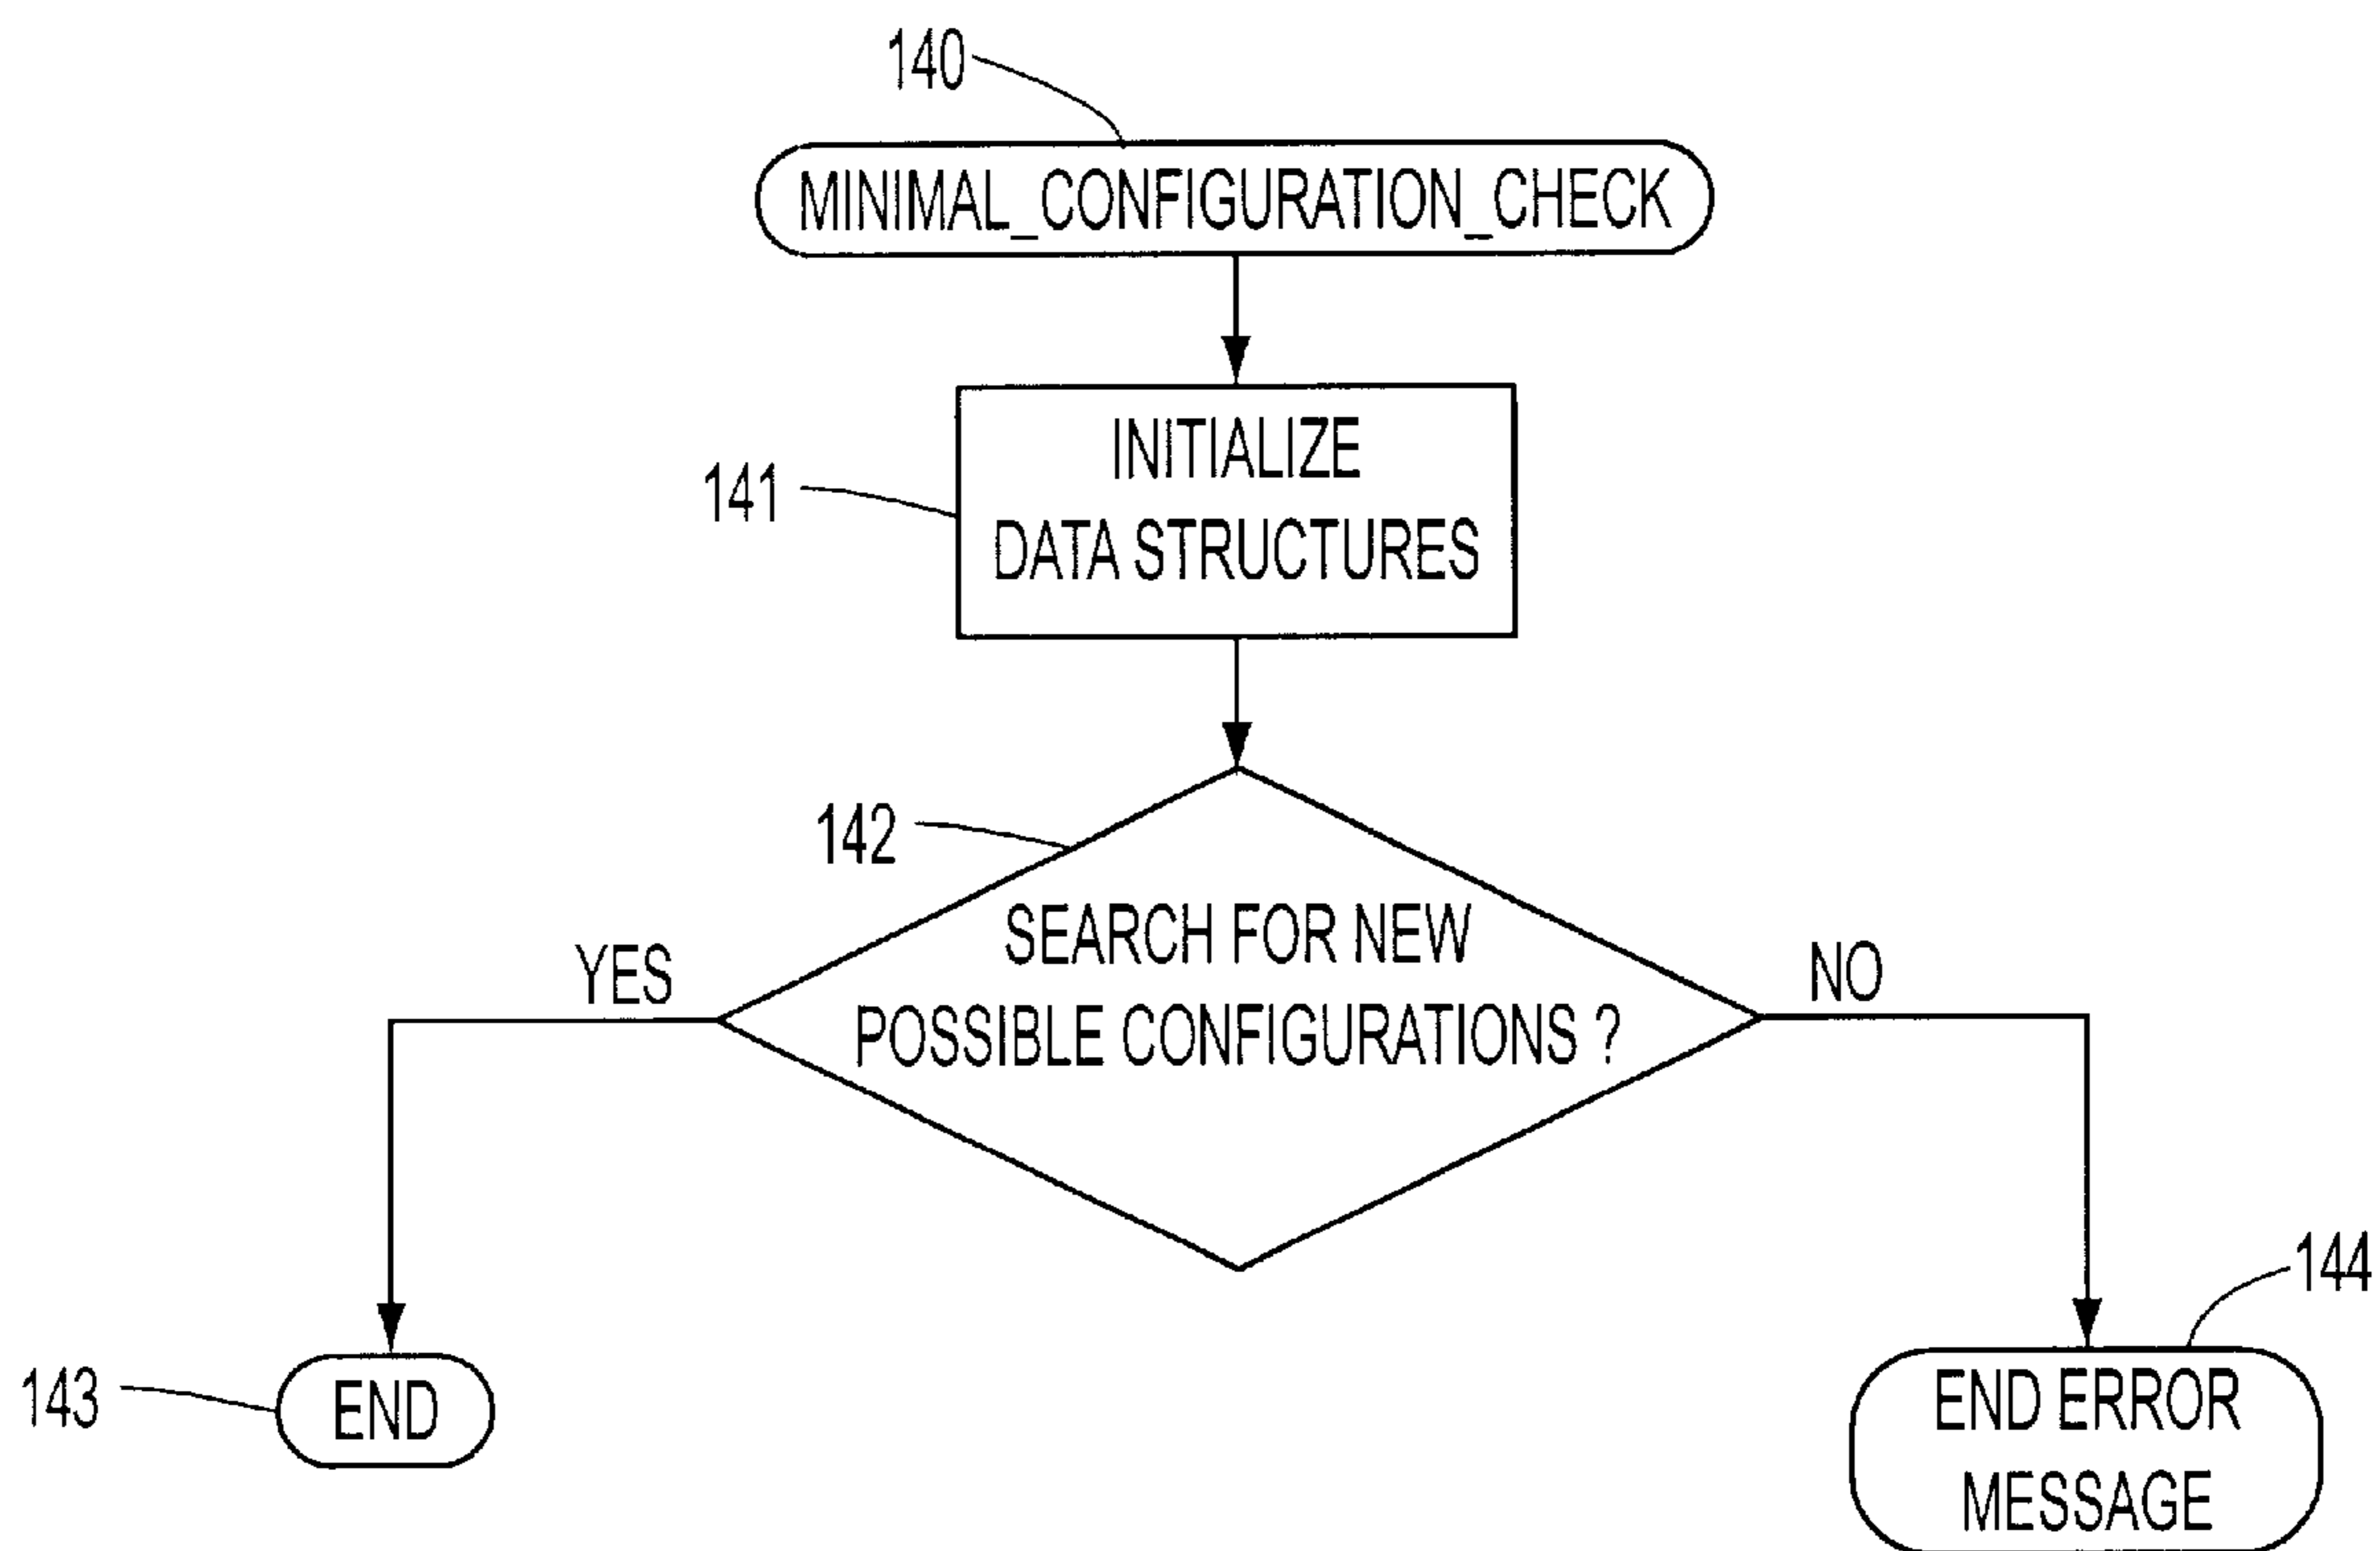 140
MINIMAL_CONFIGURATION_CHECK
141
INITIALIZE
DATA STRUCTURES
142
SEARCH FOR NEW
POSSIBLE CONFIGURATIONS ?
YES
NO
143
END
144
END ERROR
MESSAGE